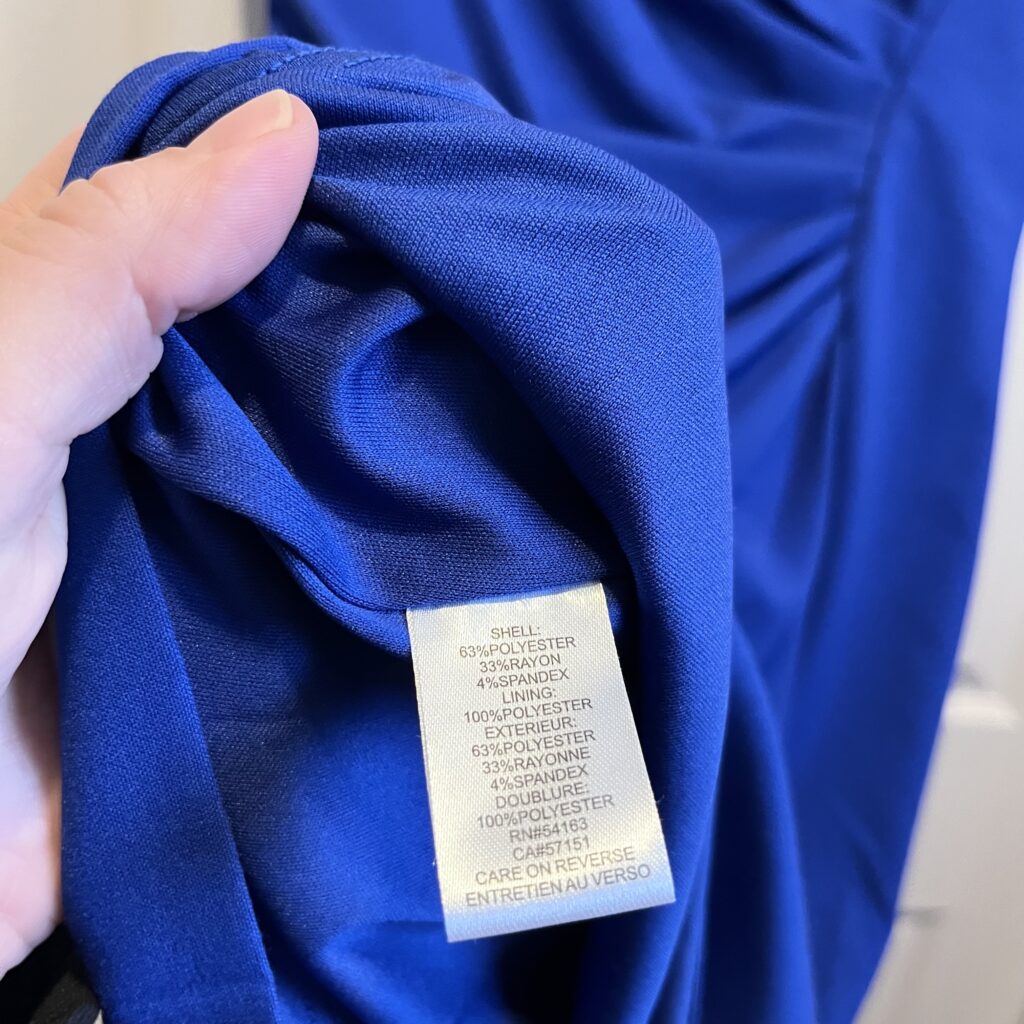 SHELL:
63%POLYESTER
33%RAYON
4%SPANDEX
LINING:
100%POLYESTER
EXTERIEUR:
63%POLYESTER
33%RAYONNE
4%SPANDEX
DOUBLURE:
100%POLYESTER
RN#54163
CA#57151
CARE ON REVERSE
ENTRETIEN AU VERSO